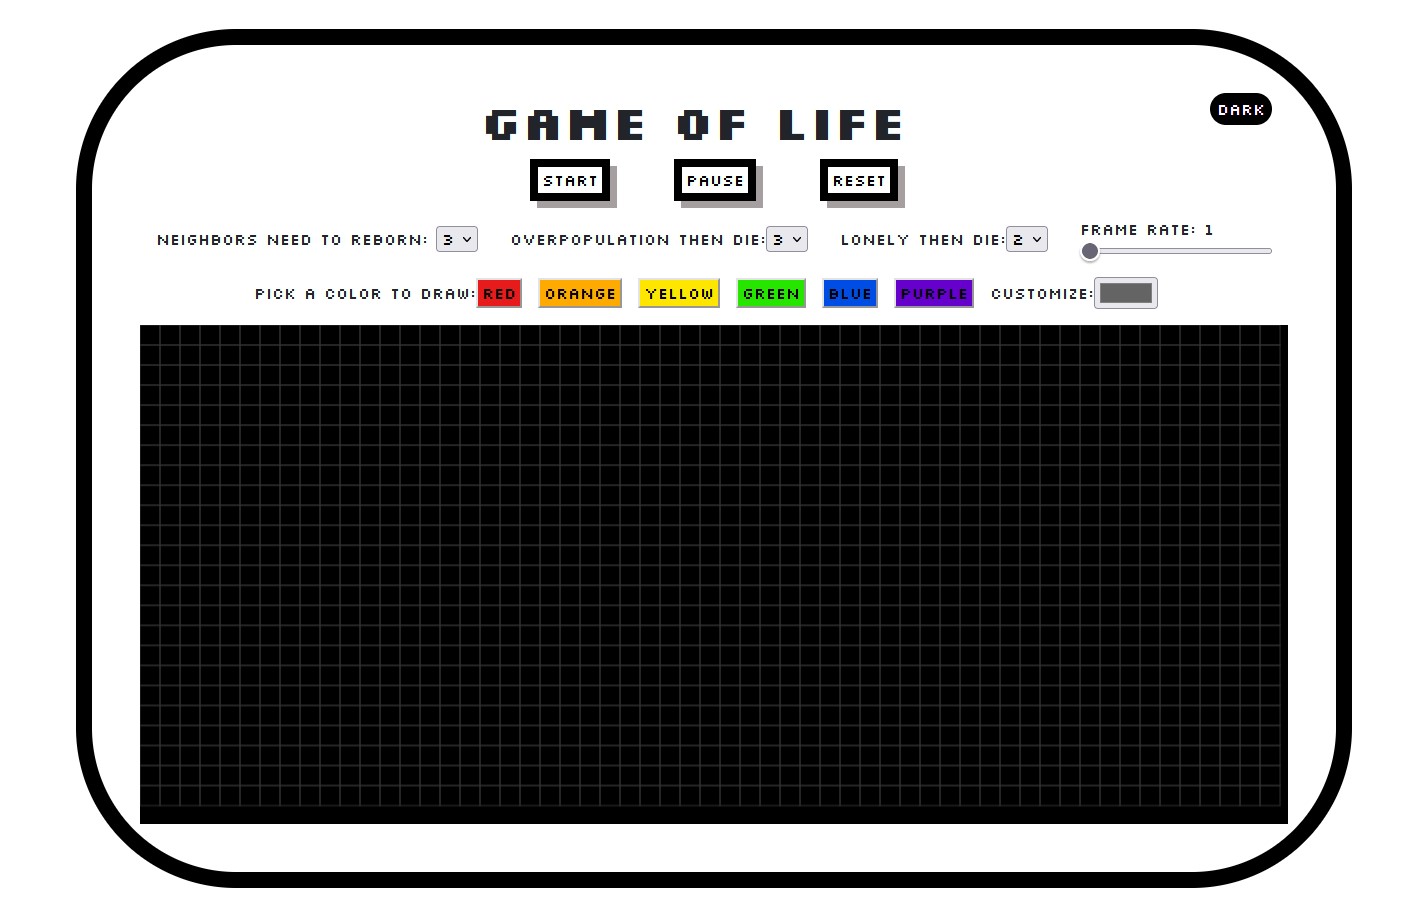 DARK
GAME OF LIFE
START PAUSE RESET
NEIGHBORS NEED TO REBORN: 3 OVERPOPULATION THEN DIE: 3 LONELY THEN DIE: 2 FRAME RATE: 1
PICK A COLOR TO DRAW: RED ORANGE YELLOW GREEN BLUE PURPLE CUSTOMIZE: